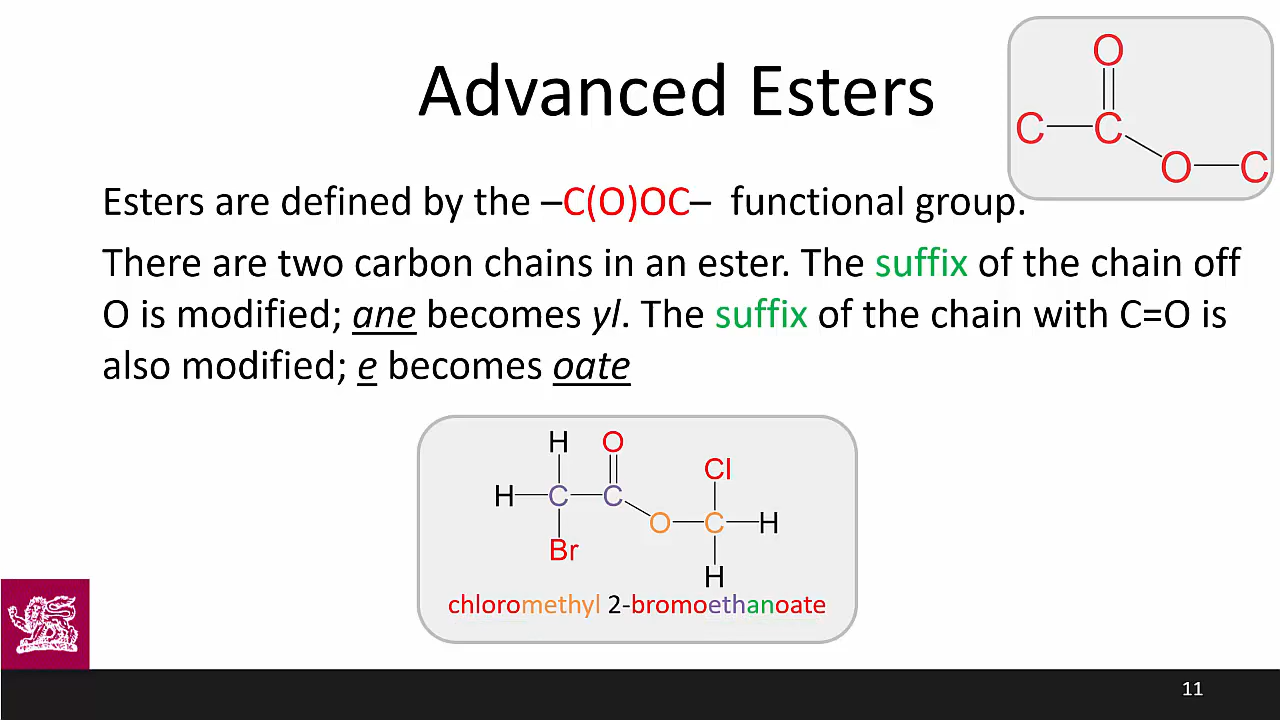 Advanced Esters
O
C C
O C
Esters are defined by the –C(O)OC– functional group.
There are two carbon chains in an ester. The suffix of the chain off
O is modified; ane becomes yl. The suffix of the chain with C=O is
also modified; e becomes oate
H O
Cl
H C C
O C H
Br
H
chloromethyl 2-bromoethanoate
11